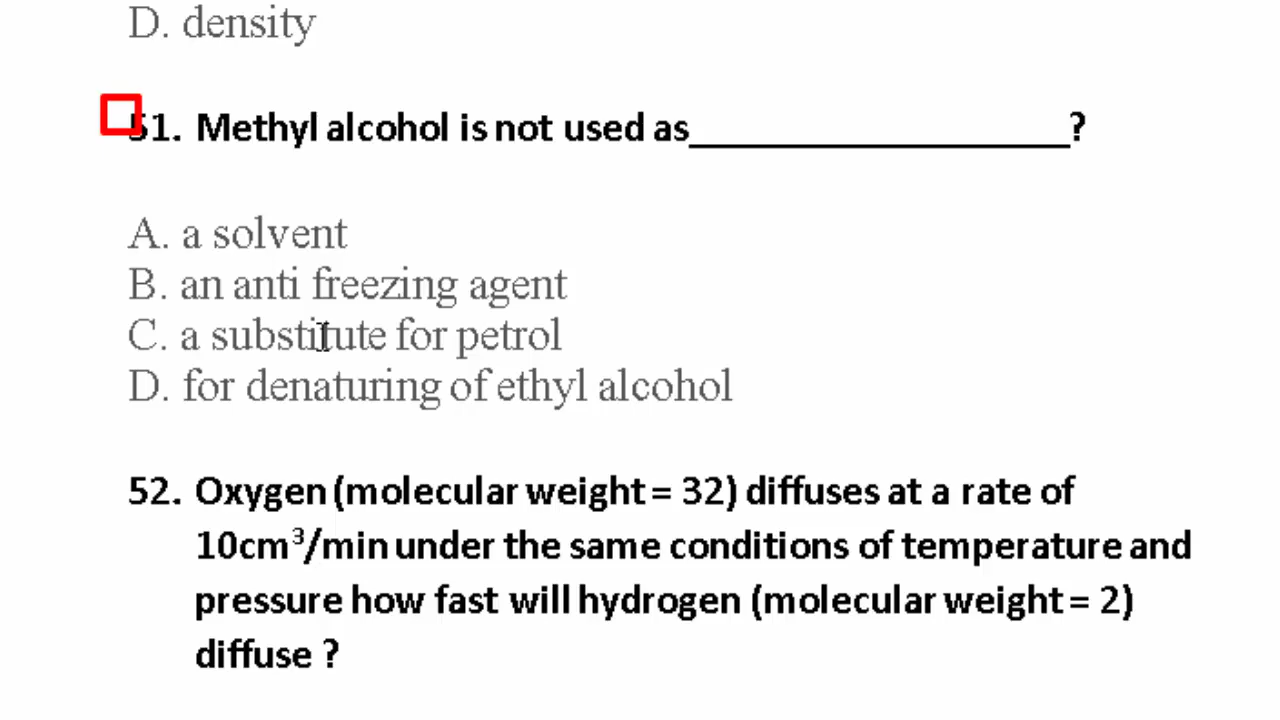 D. density
51. Methyl alcohol is not used as___________________?
A. a solvent
B. an anti freezing agent
C. a substitute for petrol
D. for denaturing of ethyl alcohol
52. Oxygen (molecular weight = 32) diffuses at a rate of
10cm³/min under the same conditions of temperature and
pressure how fast will hydrogen (molecular weight = 2)
diffuse ?